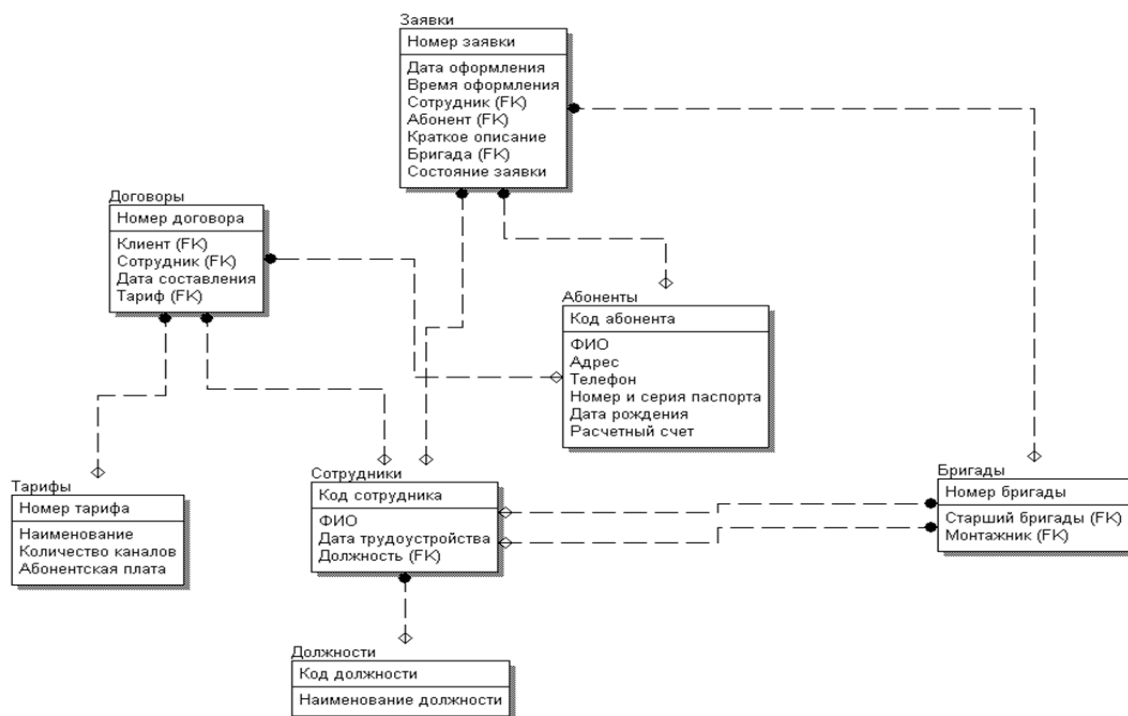 Заявки
Номер заявки
Дата оформления
Время оформления
Сотрудник (FK)
Абонент (FK)
Краткое описание
Бригада (FK)
Состояние заявки
Договоры
Номер договора
Клиент (FK)
Сотрудник (FK)
Дата составления
Тариф (FK)
Абоненты
Код абонента
ФИО
Адрес
Телефон
Номер и серия паспорта
Дата рождения
Расчетный счет
Тарифы
Номер тарифа
Наименование
Количество каналов
Абонентская плата
Сотрудники
Код сотрудника
ФИО
Дата трудоустройства
Должность (FK)
Бригады
Номер бригады
Старший бригады (FK)
Монтажник (FK)
Должности
Код должности
Наименование должности